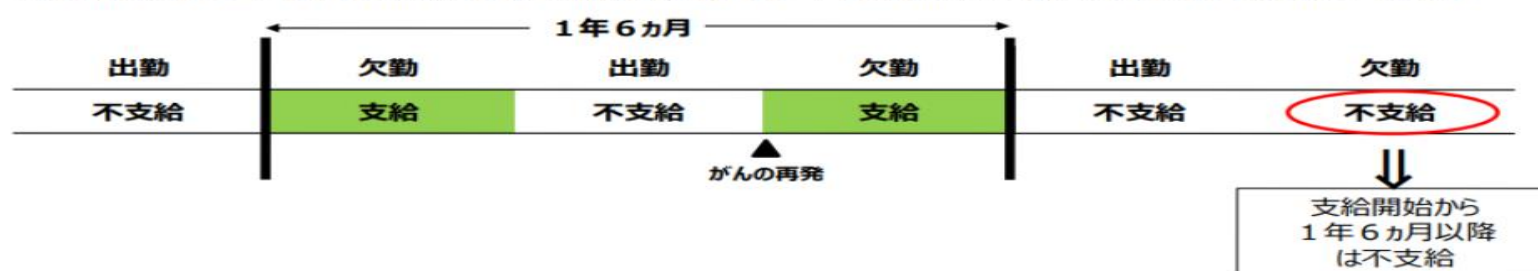 1年6ヵ月
出勤 欠勤 出勤 欠勤 出勤 欠勤
不支給 支給 不支給 支給 不支給 不支給
がんの再発
支給開始から
1年6ヵ月以降
は不支給